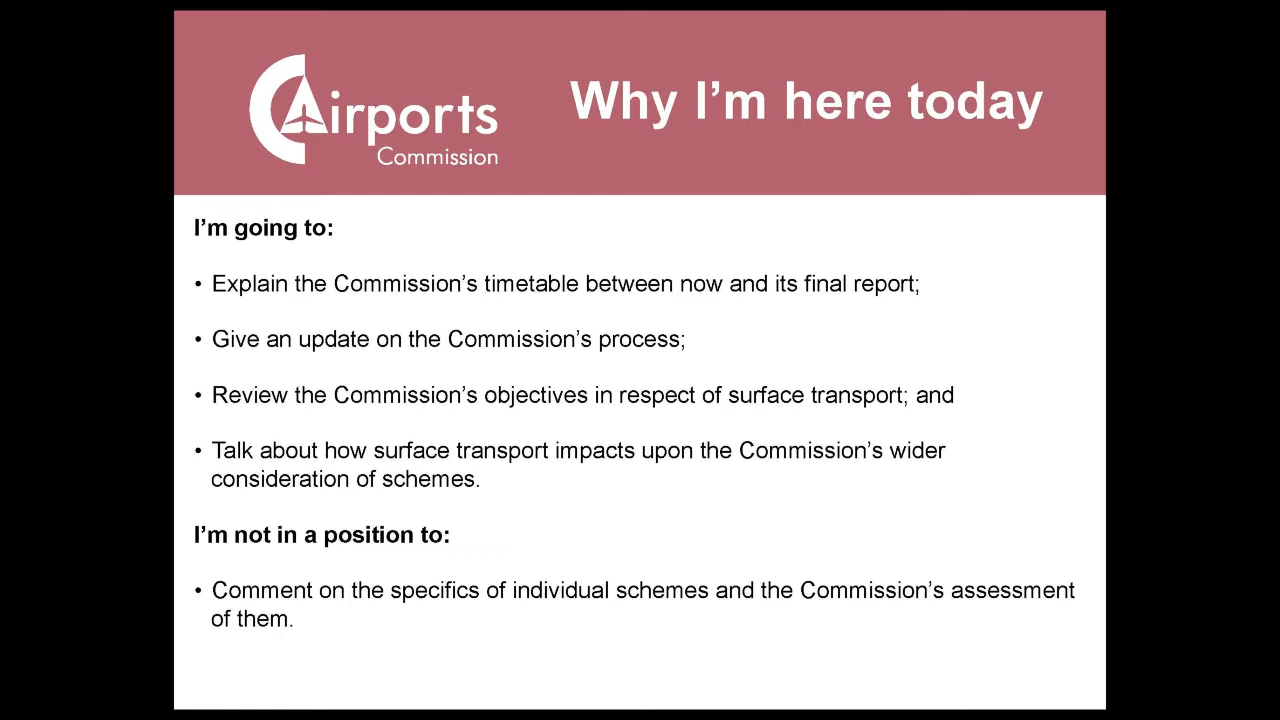 Airports
Commission
Why I'm here today
I'm going to:
• Explain the Commission's timetable between now and its final report;
• Give an update on the Commission's process;
• Review the Commission's objectives in respect of surface transport; and
• Talk about how surface transport impacts upon the Commission's wider
consideration of schemes.
I'm not in a position to:
• Comment on the specifics of individual schemes and the Commission's assessment
of them.